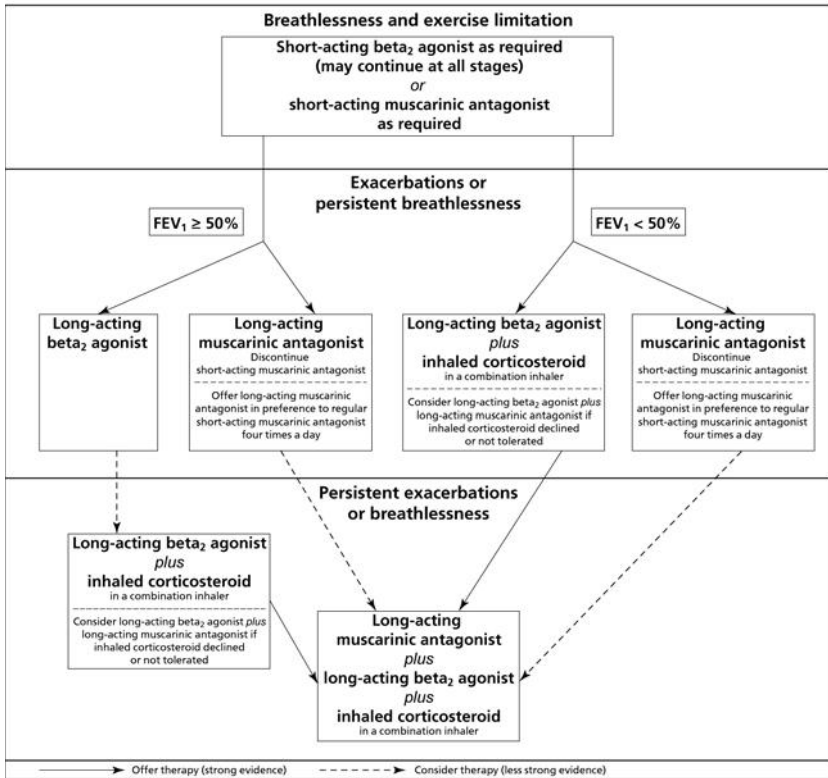 Breathlessness and exercise limitation
Short-acting beta₂ agonist as required
(may continue at all stages)
or
short-acting muscarinic antagonist
as required
Exacerbations or
persistent breathlessness
FEV₁ ≥ 50%
FEV₁ < 50%
Long-acting
beta₂ agonist
Long-acting
muscarinic antagonist
Discontinue
short-acting muscarinic antagonist
Offer long-acting muscarinic
antagonist in preference to regular
short-acting muscarinic antagonist
four times a day
Long-acting beta₂ agonist
plus
inhaled corticosteroid
in a combination inhaler
Consider long-acting beta₂ agonist plus
long-acting muscarinic antagonist if
inhaled corticosteroid declined
or not tolerated
Long-acting
muscarinic antagonist
Discontinue
short-acting muscarinic antagonist
Offer long-acting muscarinic
antagonist in preference to regular
short-acting muscarinic antagonist
four times a day
Persistent exacerbations
or breathlessness
Long-acting beta₂ agonist
plus
inhaled corticosteroid
in a combination inhaler
Consider long-acting beta₂ agonist plus
long-acting muscarinic antagonist if
inhaled corticosteroid declined
or not tolerated
Long-acting
muscarinic antagonist
plus
long-acting beta₂ agonist
plus
inhaled corticosteroid
in a combination inhaler
Offer therapy (strong evidence)
Consider therapy (less strong evidence)